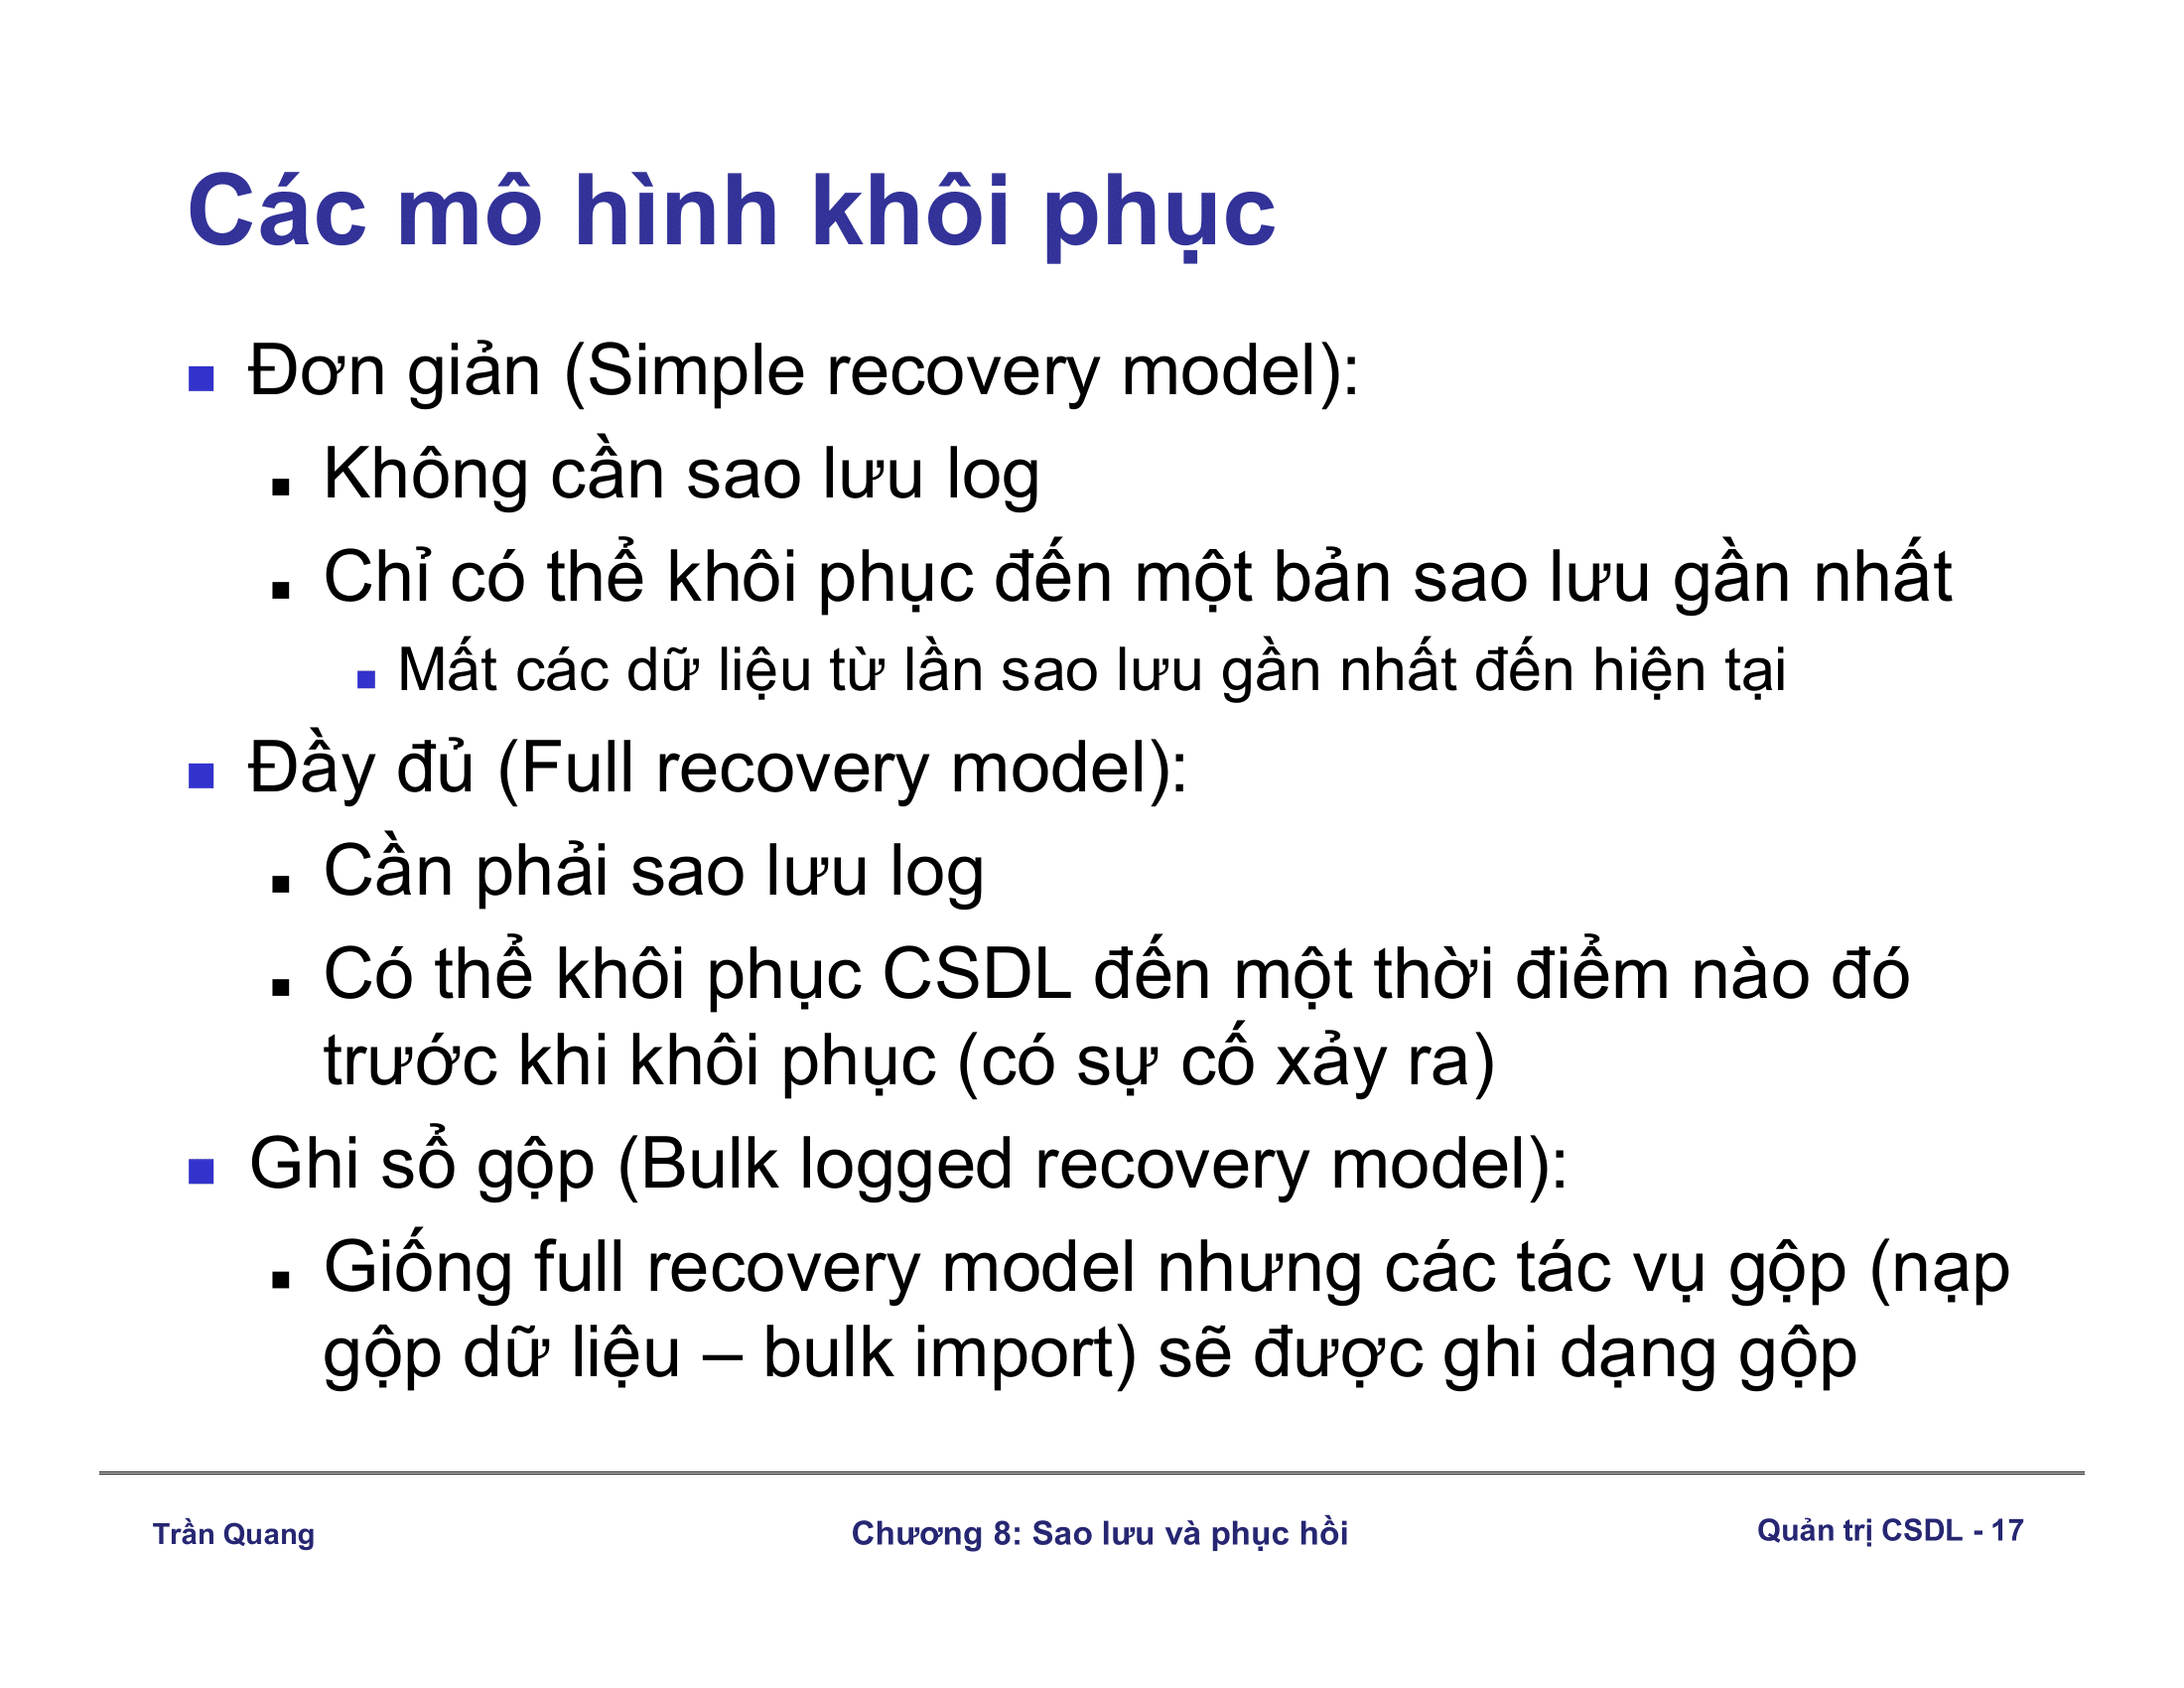 Các mô hình khôi phục
Đơn giản (Simple recovery model):
Không cần sao lưu log
Chỉ có thể khôi phục đến một bản sao lưu gần nhất
Mất các dữ liệu từ lần sao lưu gần nhất đến hiện tại
Đầy đủ (Full recovery model):
Cần phải sao lưu log
Có thể khôi phục CSDL đến một thời điểm nào đó
trước khi khôi phục (có sự cố xảy ra)
Ghi sổ gộp (Bulk logged recovery model):
Giống full recovery model nhưng các tác vụ gộp (nạp
gộp dữ liệu – bulk import) sẽ được ghi dạng gộp
Trần Quang
Chương 8: Sao lưu và phục hồi
Quản trị CSDL - 17